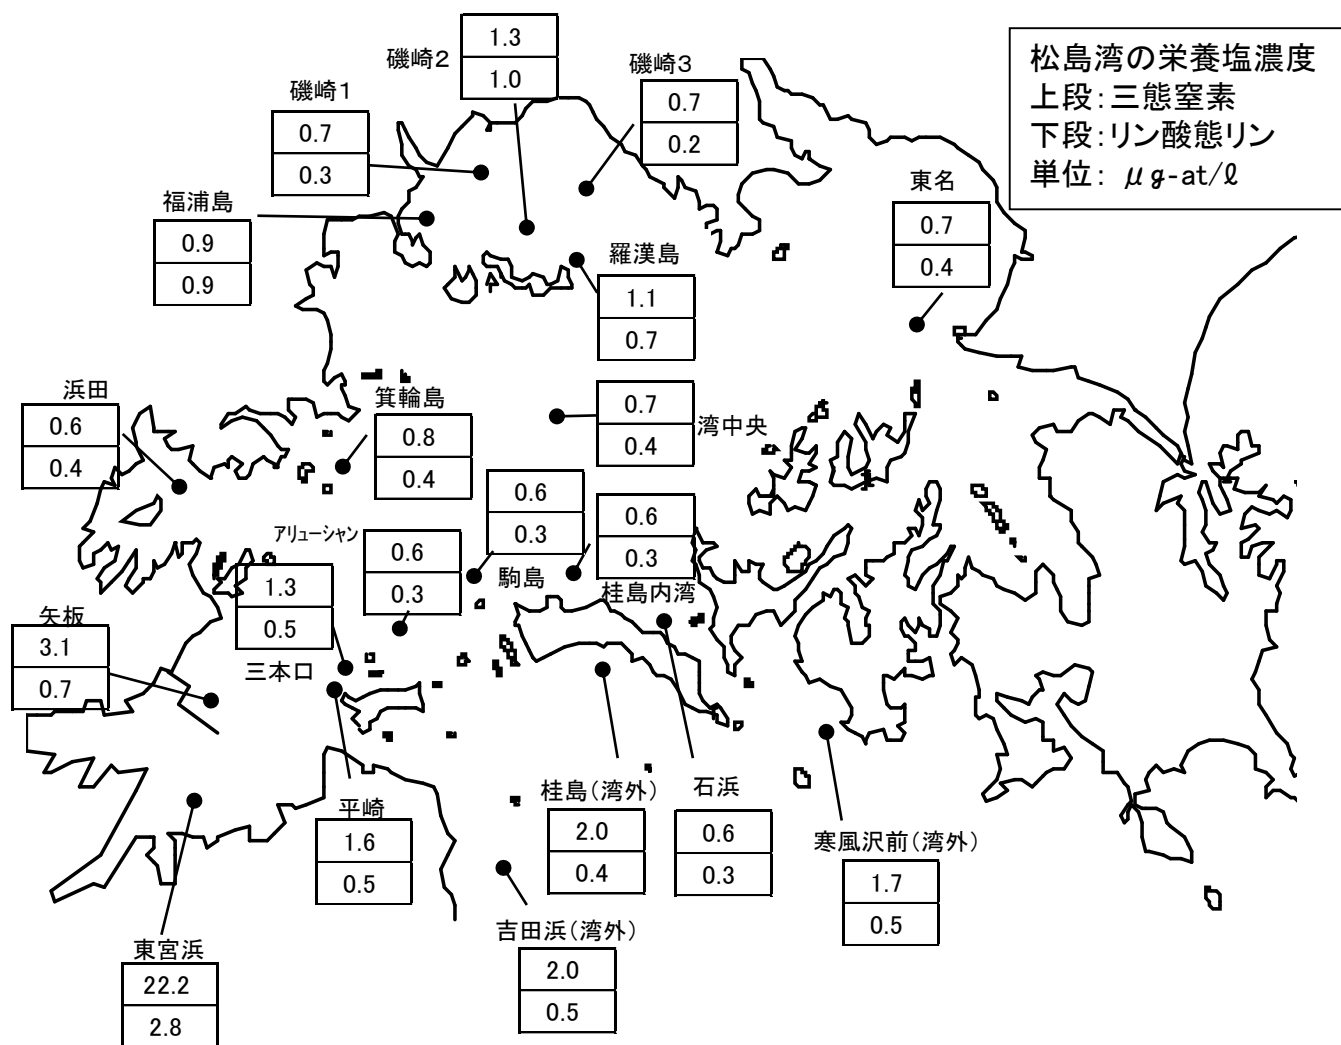 松島湾の栄養塩濃度
上段：三態窒素
下段：リン酸態リン
単位： μg-at/ℓ
磯崎２
1.3
1.0
磯崎３
0.7
0.2
磯崎１
0.7
0.3
福浦島
0.9
0.9
東名
0.7
0.4
羅漢島
1.1
0.7
浜田
0.6
0.4
箕輪島
0.8
0.4
0.7
湾中央
0.4
0.6
0.3
駒島
0.6
0.3
桂島内湾
アリューシャン
0.6
0.3
1.3
0.5
三本口
矢板
3.1
0.7
平崎
1.6
0.5
桂島（湾外）
2.0
0.4
石浜
0.6
0.3
寒風沢前（湾外）
1.7
0.5
吉田浜（湾外）
2.0
0.5
東宮浜
22.2
2.8